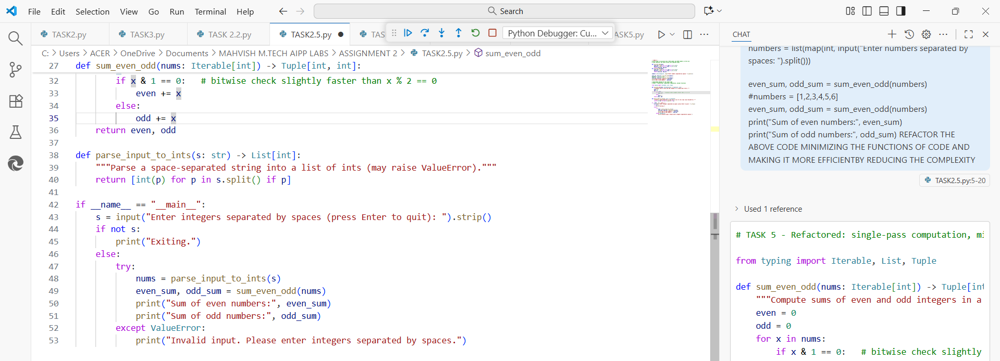 File Edit Selection View Go Run Terminal Help Search
TASK2.py TASK3.py TASK 2.2.py TASK2.5.py TAS Python Debugger: Cu... ASK5.py
C: > Users > ACER > OneDrive > Documents > MAHVISH M.TECH AIPP LABS > ASSIGNMENT 2 > TASK2.5.py > sum_even_odd
27 def sum_even_odd(nums: Iterable[int]) -> Tuple[int, int]:
32 if x & 1 == 0: # bitwise check slightly faster than x % 2 == 0
33 even += x
34 else:
35 odd += x
36 return even, odd
37
38 def parse_input_to_ints(s: str) -> List[int]:
39 """Parse a space-separated string into a list of ints (may raise ValueError)."""
40 return [int(p) for p in s.split() if p]
41
42 if __name__ == "__main__":
43 s = input("Enter integers separated by spaces (press Enter to quit): ").strip()
44 if not s:
45 print("Exiting.")
46 else:
47 try:
48 nums = parse_input_to_ints(s)
49 even_sum, odd_sum = sum_even_odd(nums)
50 print("Sum of even numbers:", even_sum)
51 print("Sum of odd numbers:", odd_sum)
52 except ValueError:
53 print("Invalid input. Please enter integers separated by spaces.")
CHAT
numbers = list(map(int, input("Enter numbers separated by
spaces: ").split()))
even_sum, odd_sum = sum_even_odd(numbers)
#numbers = [1,2,3,4,5,6]
even_sum, odd_sum = sum_even_odd(numbers)
print("Sum of even numbers:", even_sum)
print("Sum of odd numbers:", odd_sum) REFACTOR THE
ABOVE CODE MINIMIZING THE FUNCTIONS OF CODE AND
MAKING IT MORE EFFICIENTBY REDUCING THE COMPLEXITY
TASK2.5.py:5-20
Used 1 reference
# TASK 5 - Refactored: single-pass computation, mi
from typing import Iterable, List, Tuple
def sum_even_odd(nums: Iterable[int]) -> Tuple[int
"""Compute sums of even and odd integers in a
even = 0
odd = 0
for x in nums:
if x & 1 == 0: # bitwise check slightly